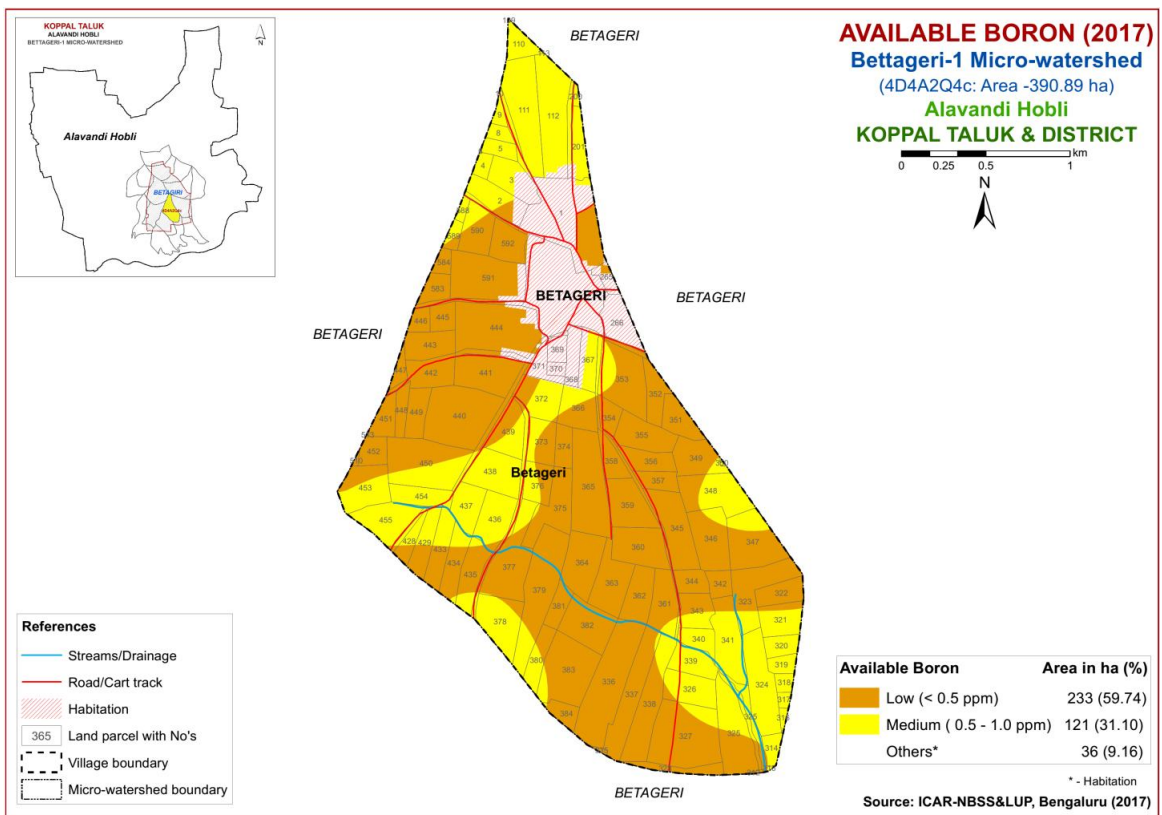 KOPPAL TALUK
ALAVANDI HOBLI
BETTAGERI-1 MICRO-WATERSHED
N
Alavandi Hobli
BETAGIRI
AVAILABLE BORON (2017)
Bettageri-1 Micro-watershed
(4D4A2Q4c: Area -390.89 ha)
Alavandi Hobli
KOPPAL TALUK & DISTRICT
0 0.25 0.5 1 km
N
BETAGERI
110
111 112
201
9
8
5
4
3
2 1
588
589 590
592
584
583 591
BETAGERI
BETAGERI
BETAGERI
265
266
446 445
444
443
442 441
369
367
371 370
368
353
352
351
372
366
354
448 449 440
451
439
355
452
373 374
349
450
358 356
438 Betageri
357
348
453
454
376
365
455
437
436
375
359
345
346
347
428 429
433
434
435
360
377
364
363
344 342
379
362 361
343
323
322
381
321
378
382
340 341
320
380
339
319
383
326
324
318
336
337
338
317
384
325
327
314
References
Streams/Drainage
Road/Cart track
Habitation
365 Land parcel with No's
Village boundary
Micro-watershed boundary
BETAGERI
Available Boron Area in ha (%)
Low (< 0.5 ppm) 233 (59.74)
Medium ( 0.5 - 1.0 ppm) 121 (31.10)
Others* 36 (9.16)
* - Habitation
Source: ICAR-NBSS&LUP, Bengaluru (2017)